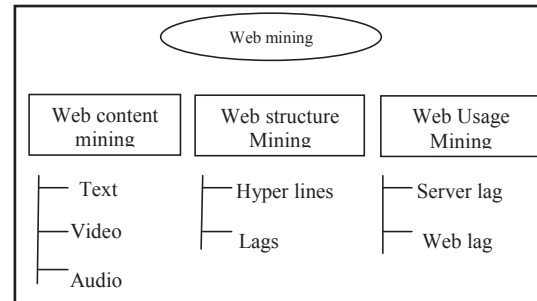 Web mining
Web content
mining
Web structure
Mining
Web Usage
Mining
Text
Video
Audio
Hyper lines
Lags
Server lag
Web lag